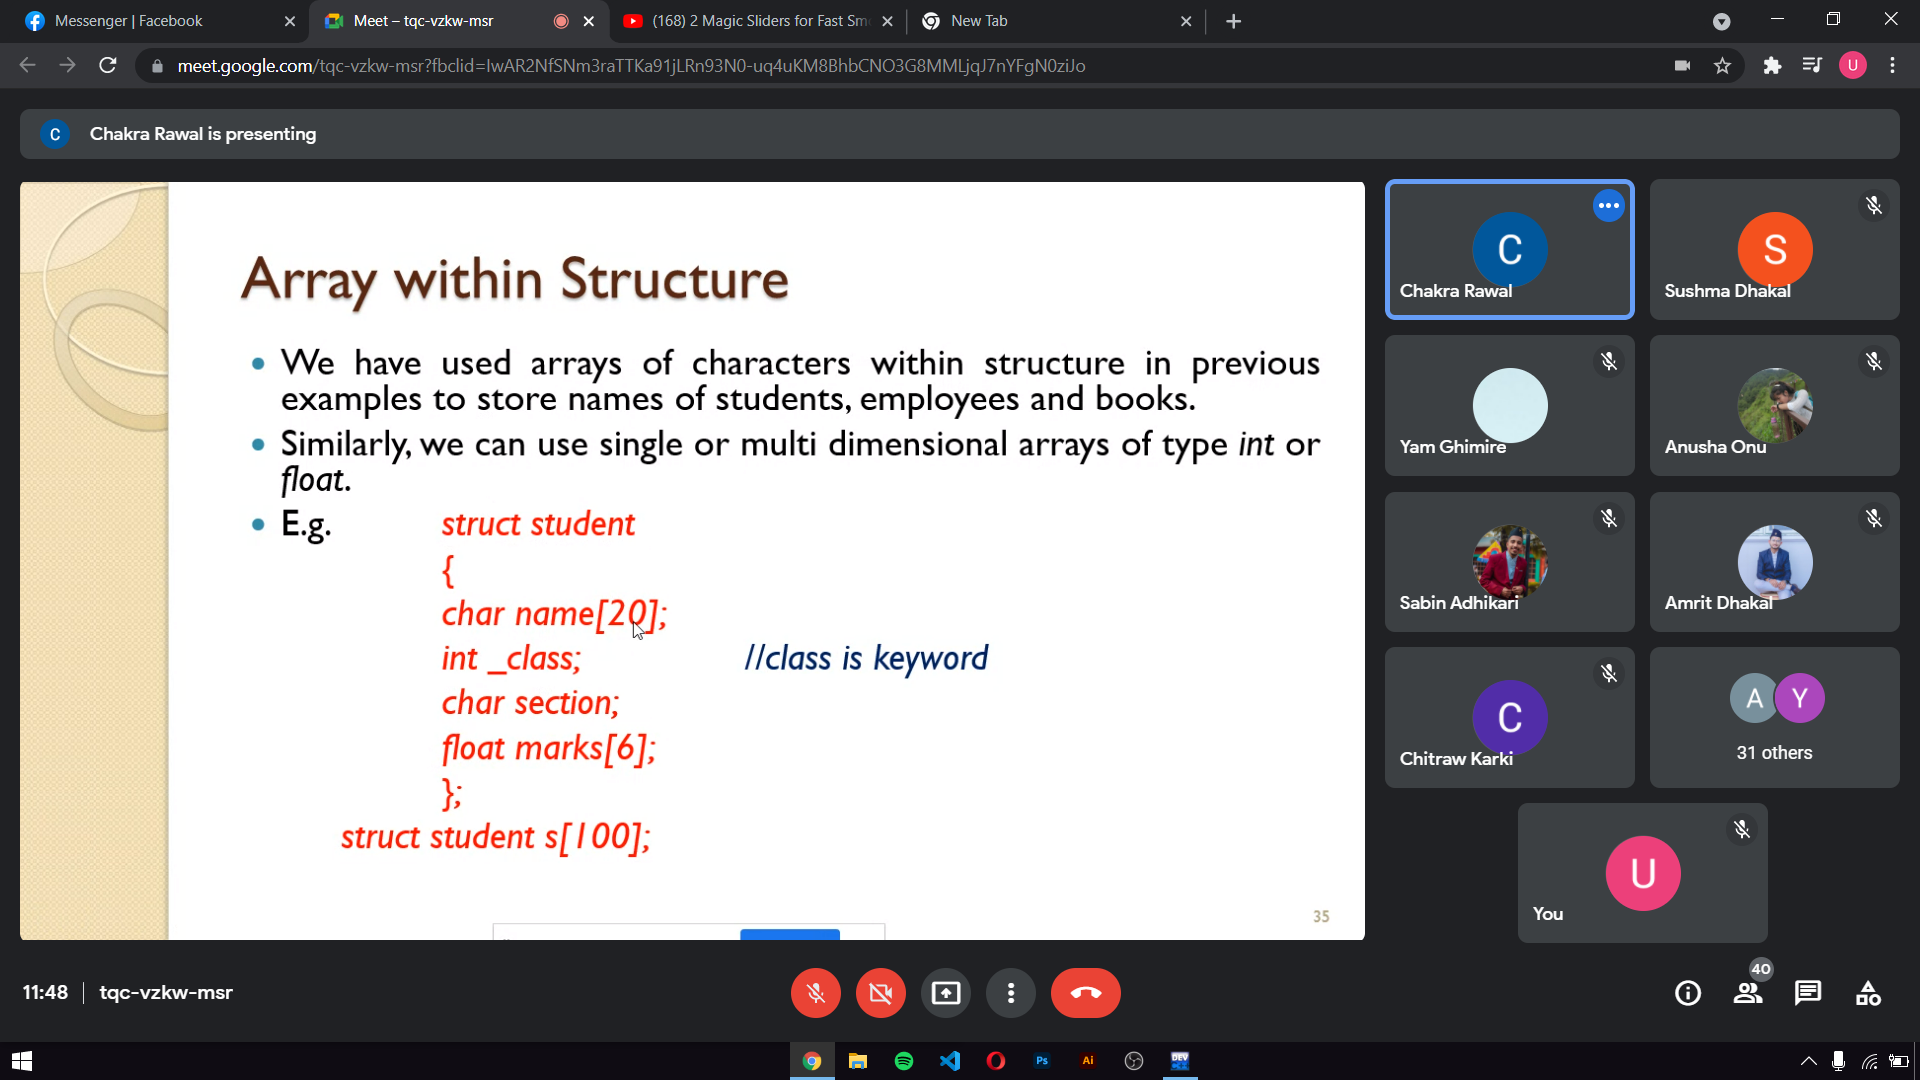 Messenger | Facebook
Meet – tqc-vzkw-msr
(168) 2 Magic Sliders for Fast Sm
New Tab
meet.google.com/tqc-vzkw-msr?fbclid=IwAR2NfSNm3raTTKa91jLRn93N0-uq4uKM8BhbCNO3G8MMLjqJ7nYFgN0ziJo
U
C
Chakra Rawal is presenting
Array within Structure
• We have used arrays of characters within structure in previous
examples to store names of students, employees and books.
• Similarly, we can use single or multi dimensional arrays of type int or
float.
• E.g. struct student
{
char name[20];
int _class; //class is keyword
char section;
float marks[6];
};
struct student s[100];
35
C
Chakra Rawal
S
Sushma Dhakal
Yam Ghimire
Anusha Onu
Sabin Adhikari
Amrit Dhakal
C
Chitraw Karki
A Y
31 others
U
You
11:48 | tqc-vzkw-msr
40
Ps
Ai
DEV